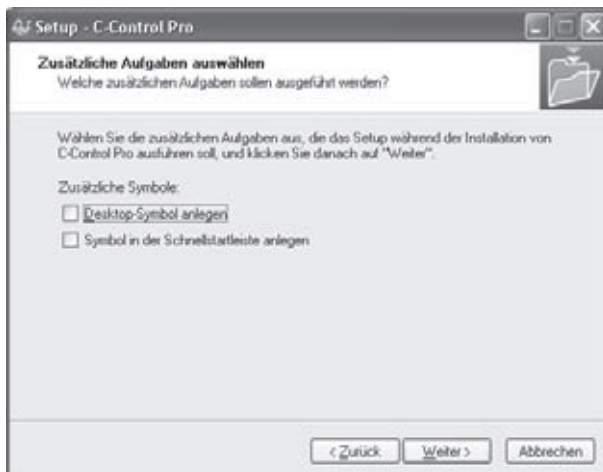 Setup - C-Control Pro
Zusätzliche Aufgaben auswählen
Welche zusätzlichen Aufgaben sollen ausgeführt werden?
Wählen Sie die zusätzlichen Aufgaben aus, die das Setup während der Installation von
C-Control Pro ausführen soll, und klicken Sie danach auf "Weiter".
Zusätzliche Symbole:
Desktop-Symbol anlegen
Symbol in der Schnellstartleiste anlegen
< Zurück Weiter > Abbrechen